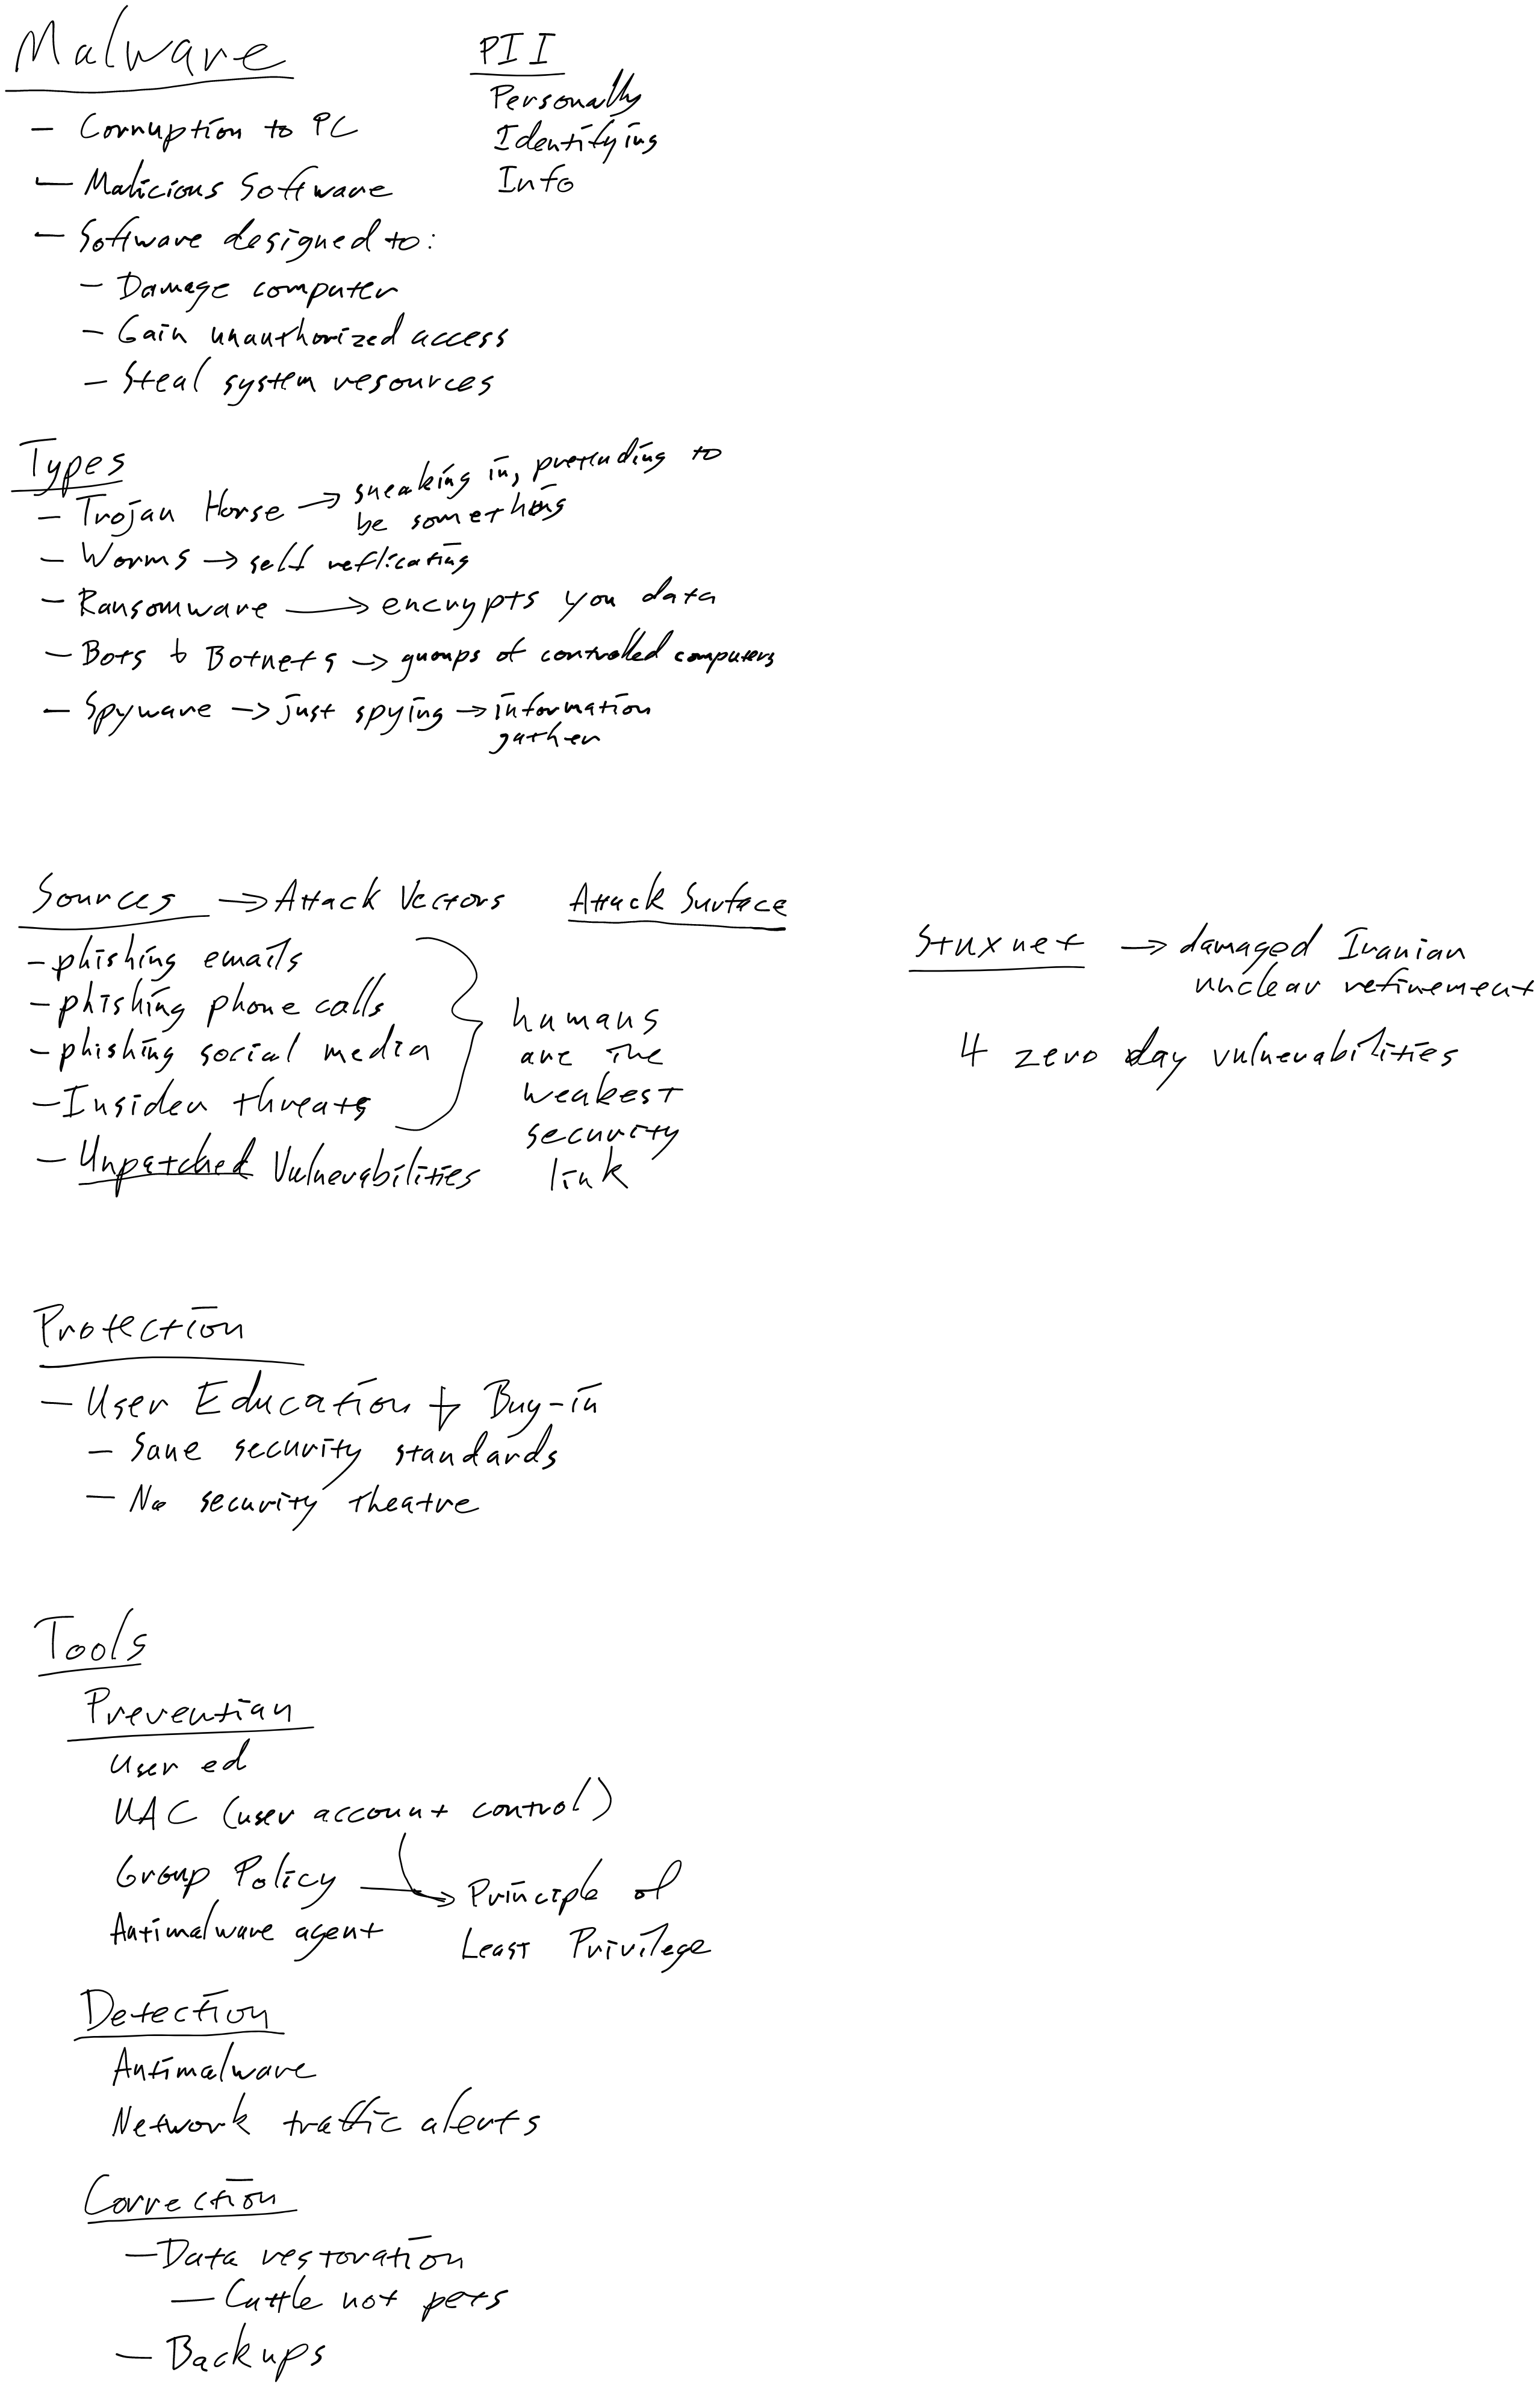 Malware
PII
Personally
Identifying
Info
- Corruption to PC
- Malicious Software
- Software designed to:
- Damage computer
- Gain unauthorized access
- Steal system resources
Types
- Trojan Horse → sneaking in, pretending to
be something
- Worms → self replicating
- Ransomware → encrypts you data
- Bots & Botnets → groups of controlled computers
- Spyware → just spying → information
gather
Sources → Attack Vectors
Attack Surface
- phishing emails
- phishing phone calls
- phishing social media
- Insider threats
- Unpatched Vulnerabilities
humans
are the
weakest
security
link
Stuxnet → damaged Iranian
nuclear refinement
4 zero day vulnerabilities
Protection
- User Education & Buy-in
- Sane security standards
- No security theatre
Tools
Prevention
User ed
UAC (user account control)
Group Policy → Principle of
Least Privilege
Antimalware agent
Detection
Antimalware
Network traffic alerts
Correction
- Data restoration
- Cattle not pets
- Backups